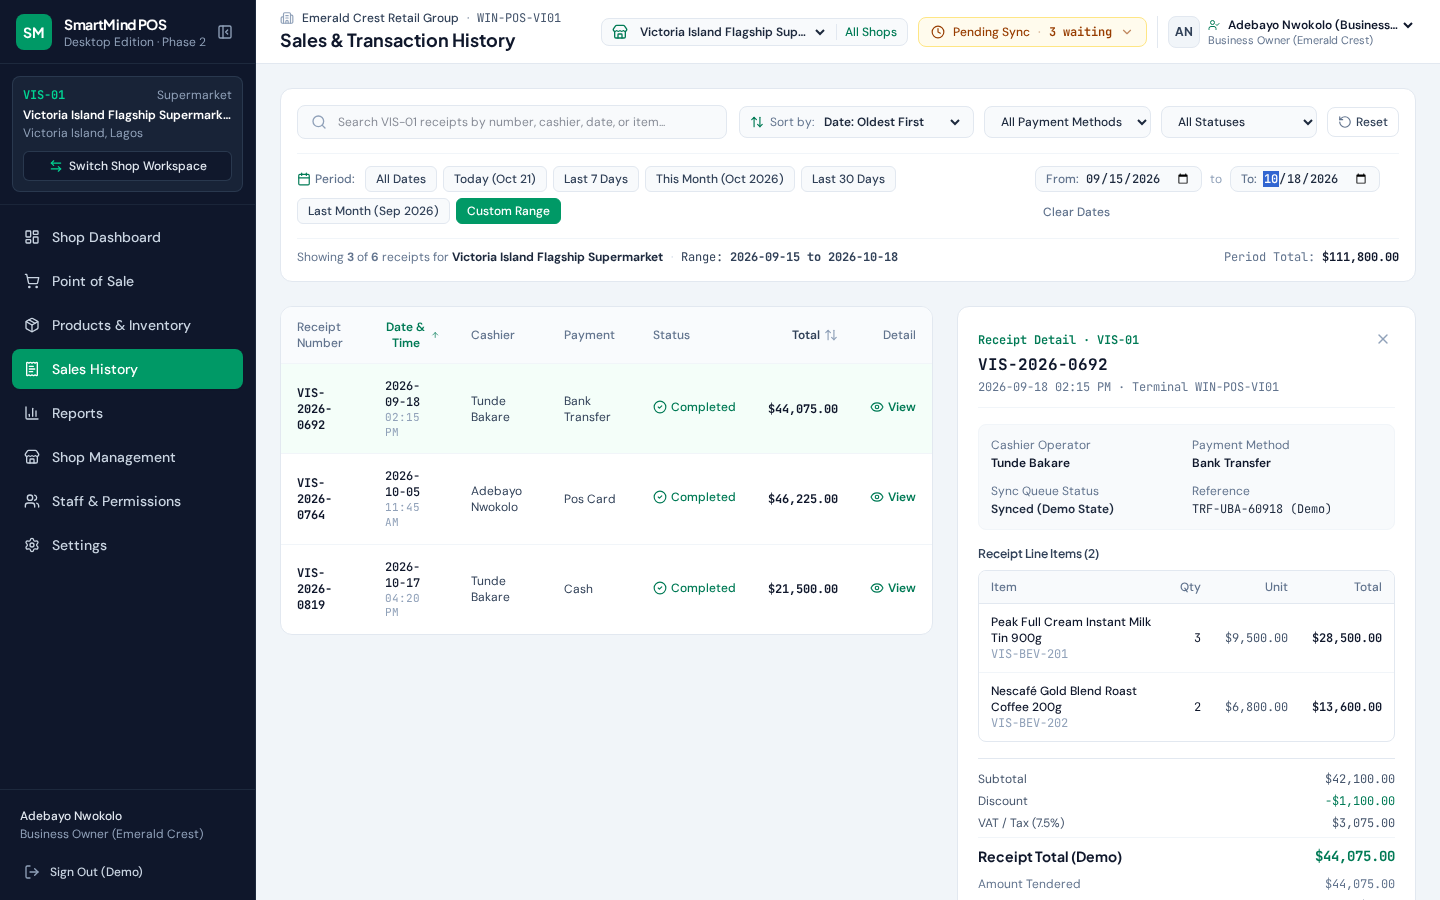 SM
SmartMind POS
Desktop Edition · Phase 2
VIS-01
Supermarket
Victoria Island Flagship Supermark...
Victoria Island, Lagos
Switch Shop Workspace
Shop Dashboard
Point of Sale
Products & Inventory
Sales History
Reports
Shop Management
Staff & Permissions
Settings
Adebayo Nwokolo
Business Owner (Emerald Crest)
Sign Out (Demo)
Emerald Crest Retail Group · WIN-POS-VI01
Sales & Transaction History
Victoria Island Flagship Sup...
All Shops
Pending Sync · 3 waiting
AN
Adebayo Nwokolo (Business...
Business Owner (Emerald Crest)
Search VIS-01 receipts by number, cashier, date, or item...
Sort by: Date: Oldest First
All Payment Methods
All Statuses
Reset
Period:
All Dates
Today (Oct 21)
Last 7 Days
This Month (Oct 2026)
Last 30 Days
Last Month (Sep 2026)
Custom Range
From: 09/15/2026
to
To: 10/18/2026
Clear Dates
Showing 3 of 6 receipts for Victoria Island Flagship Supermarket · Range: 2026-09-15 to 2026-10-18
Period Total: $111,800.00
Receipt Number
Date & Time
Cashier
Payment
Status
Total
Detail
VIS-
2026-
0692
2026-
09-18
02:15
PM
Tunde
Bakare
Bank
Transfer
Completed
$44,075.00
View
VIS-
2026-
0764
2026-
10-05
11:45
AM
Adebayo
Nwokolo
Pos Card
Completed
$46,225.00
View
VIS-
2026-
0819
2026-
10-17
04:20
PM
Tunde
Bakare
Cash
Completed
$21,500.00
View
Receipt Detail · VIS-01
VIS-2026-0692
2026-09-18 02:15 PM · Terminal WIN-POS-VI01
Cashier Operator
Tunde Bakare
Payment Method
Bank Transfer
Sync Queue Status
Synced (Demo State)
Reference
TRF-UBA-60918 (Demo)
Receipt Line Items (2)
Item
Qty
Unit
Total
Peak Full Cream Instant Milk
Tin 900g
VIS-BEV-201
3
$9,500.00
$28,500.00
Nescafé Gold Blend Roast
Coffee 200g
VIS-BEV-202
2
$6,800.00
$13,600.00
Subtotal
$42,100.00
Discount
-$1,100.00
VAT / Tax (7.5%)
$3,075.00
Receipt Total (Demo)
$44,075.00
Amount Tendered
$44,075.00